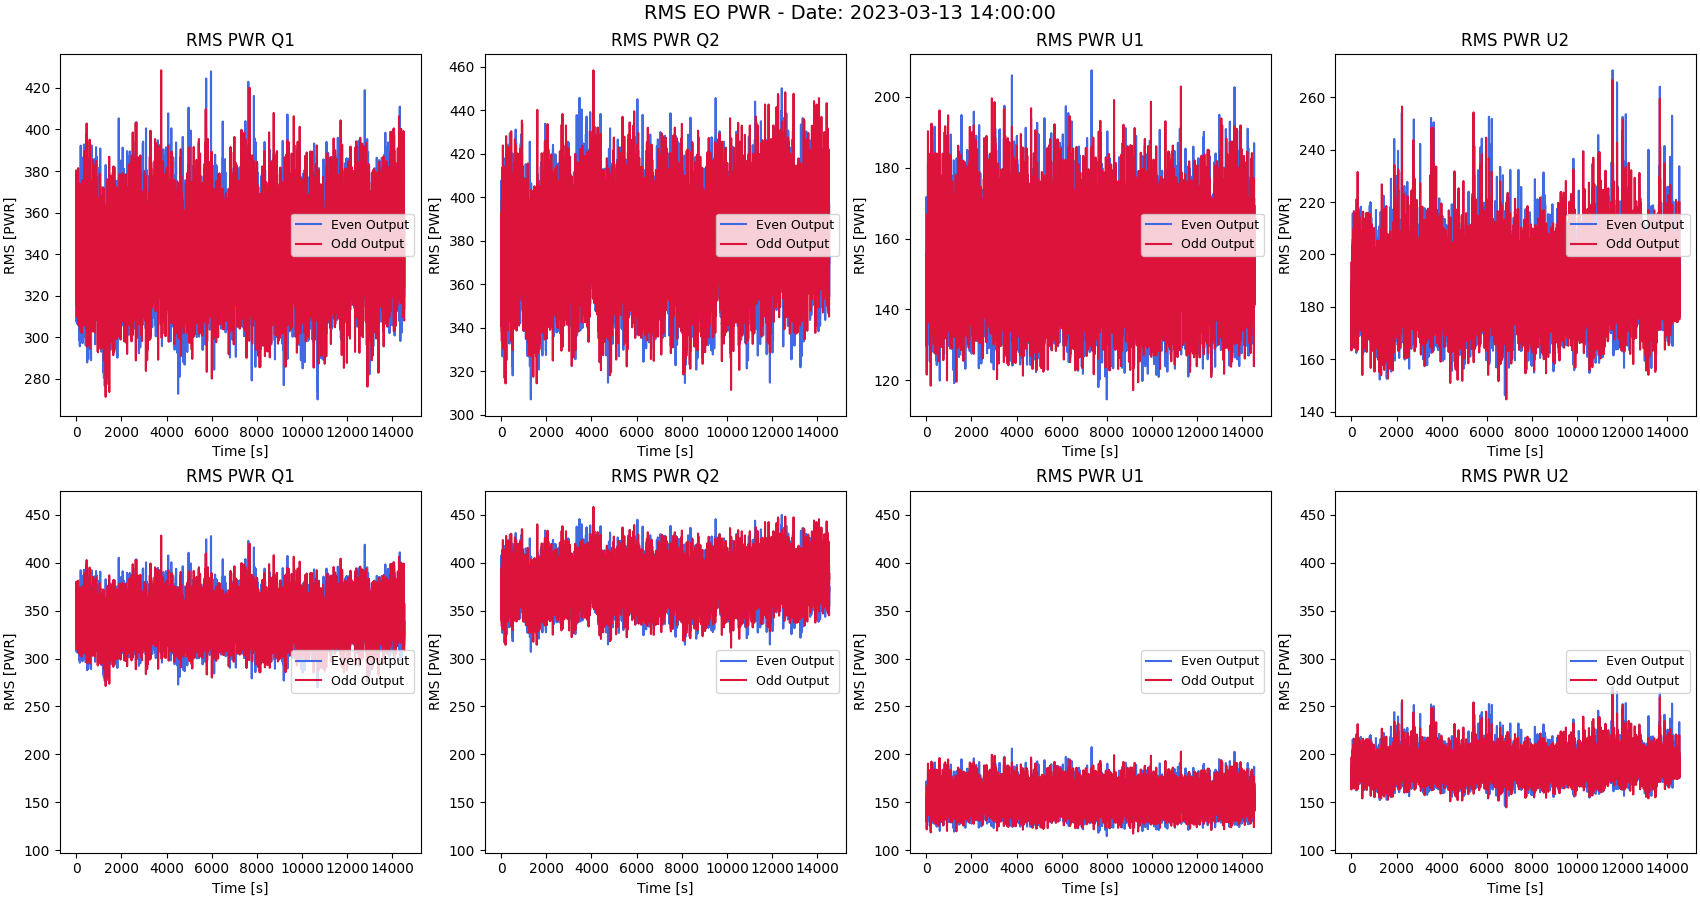 RMS EO PWR - Date: 2023-03-13 14:00:00
RMS PWR Q1
RMS [PWR]
420
400
380
360
340
320
300
280
0 2000 4000 6000 8000 10000 12000 14000
Time [s]
Even Output
Odd Output
RMS PWR Q2
RMS [PWR]
460
440
420
400
380
360
340
320
300
0 2000 4000 6000 8000 10000 12000 14000
Time [s]
Even Output
Odd Output
RMS PWR U1
RMS [PWR]
200
180
160
140
120
0 2000 4000 6000 8000 10000 12000 14000
Time [s]
Even Output
Odd Output
RMS PWR U2
RMS [PWR]
260
240
220
200
180
160
140
0 2000 4000 6000 8000 10000 12000 14000
Time [s]
Even Output
Odd Output
RMS PWR Q1
RMS [PWR]
450
400
350
300
250
200
150
100
0 2000 4000 6000 8000 10000 12000 14000
Time [s]
Even Output
Odd Output
RMS PWR Q2
RMS [PWR]
450
400
350
300
250
200
150
100
0 2000 4000 6000 8000 10000 12000 14000
Time [s]
Even Output
Odd Output
RMS PWR U1
RMS [PWR]
450
400
350
300
250
200
150
100
0 2000 4000 6000 8000 10000 12000 14000
Time [s]
Even Output
Odd Output
RMS PWR U2
RMS [PWR]
450
400
350
300
250
200
150
100
0 2000 4000 6000 8000 10000 12000 14000
Time [s]
Even Output
Odd Output